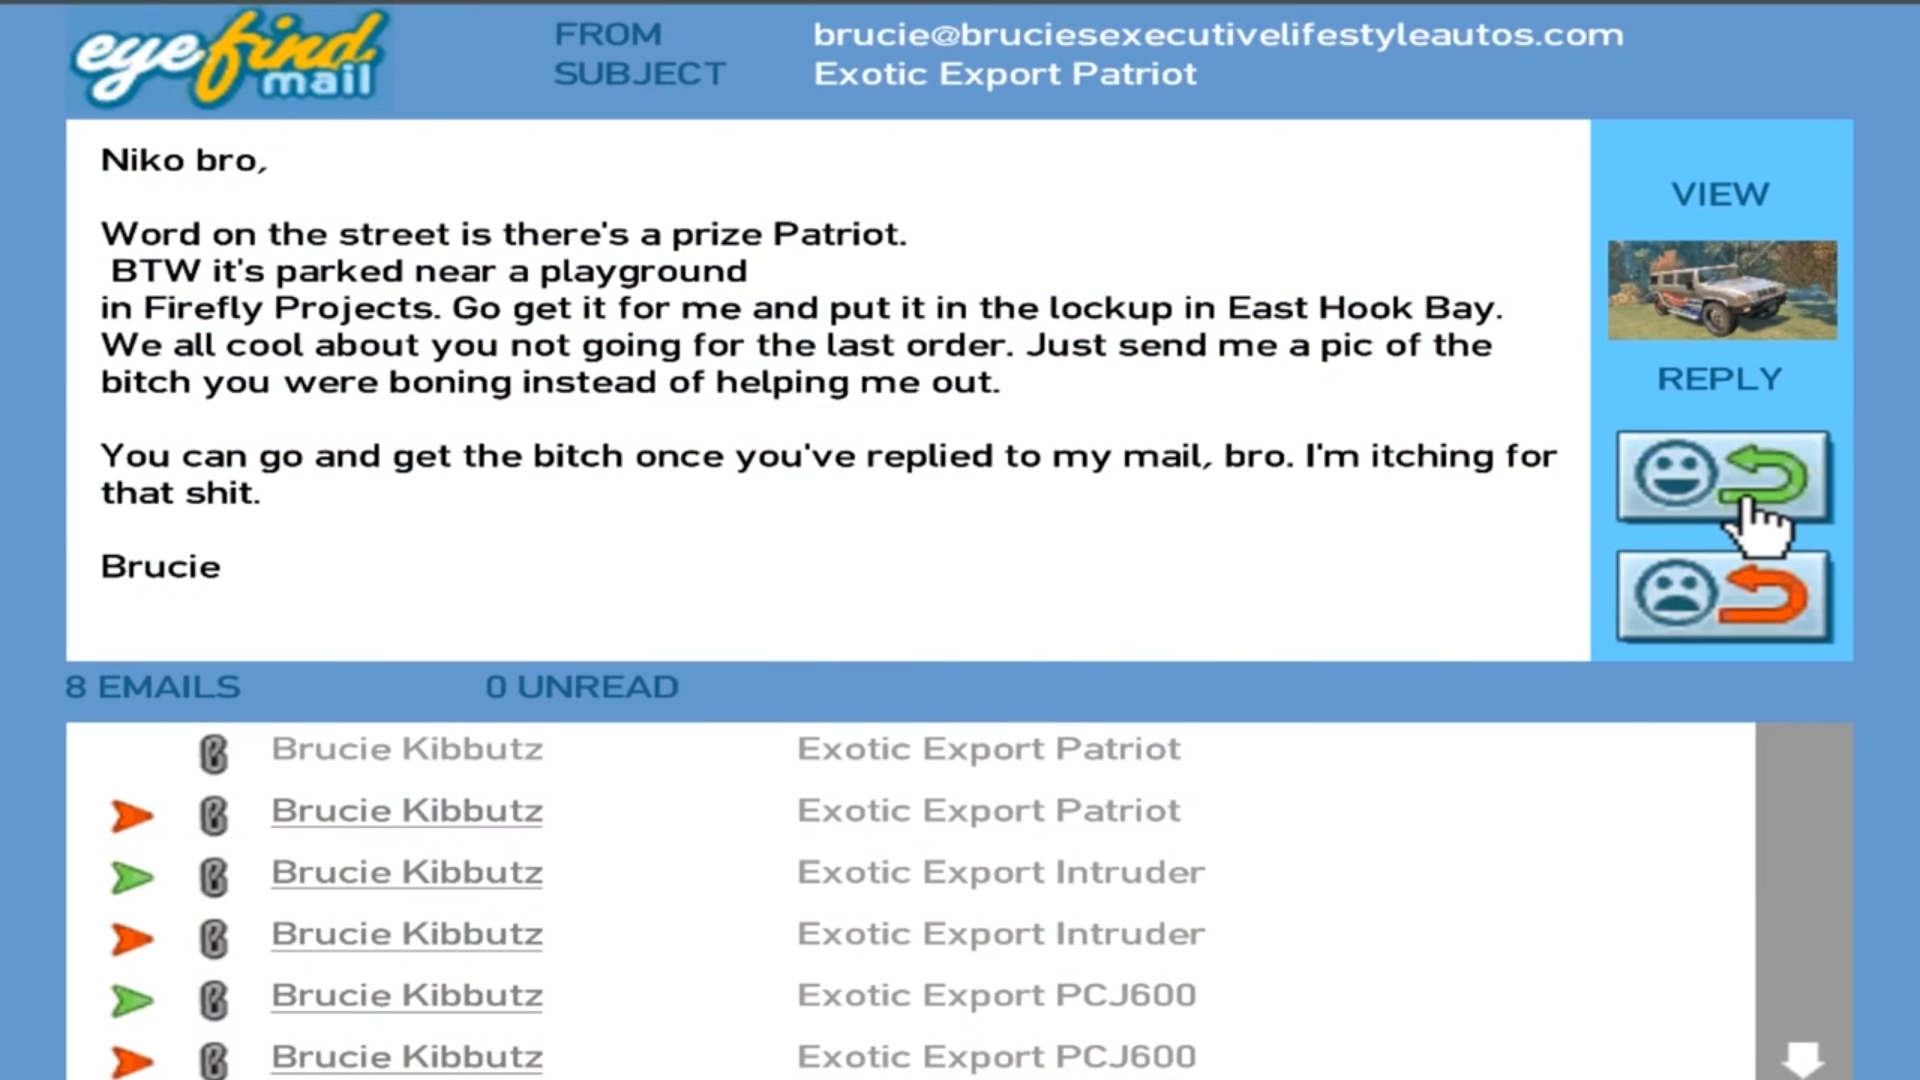 eyefind
mail
FROM
brucie@bruciesexecutivelifestyleautos.com
SUBJECT
Exotic Export Patriot
Niko bro,
Word on the street is there's a prize Patriot.
BTW it's parked near a playground
in Firefly Projects. Go get it for me and put it in the lockup in East Hook Bay.
We all cool about you not going for the last order. Just send me a pic of the
bitch you were boning instead of helping me out.
You can go and get the bitch once you've replied to my mail, bro. I'm itching for
that shit.
Brucie
VIEW
REPLY
8 EMAILS
0 UNREAD
Brucie Kibbutz Exotic Export Patriot
Brucie Kibbutz Exotic Export Patriot
Brucie Kibbutz Exotic Export Intruder
Brucie Kibbutz Exotic Export Intruder
Brucie Kibbutz Exotic Export PCJ600
Brucie Kibbutz Exotic Export PCJ600